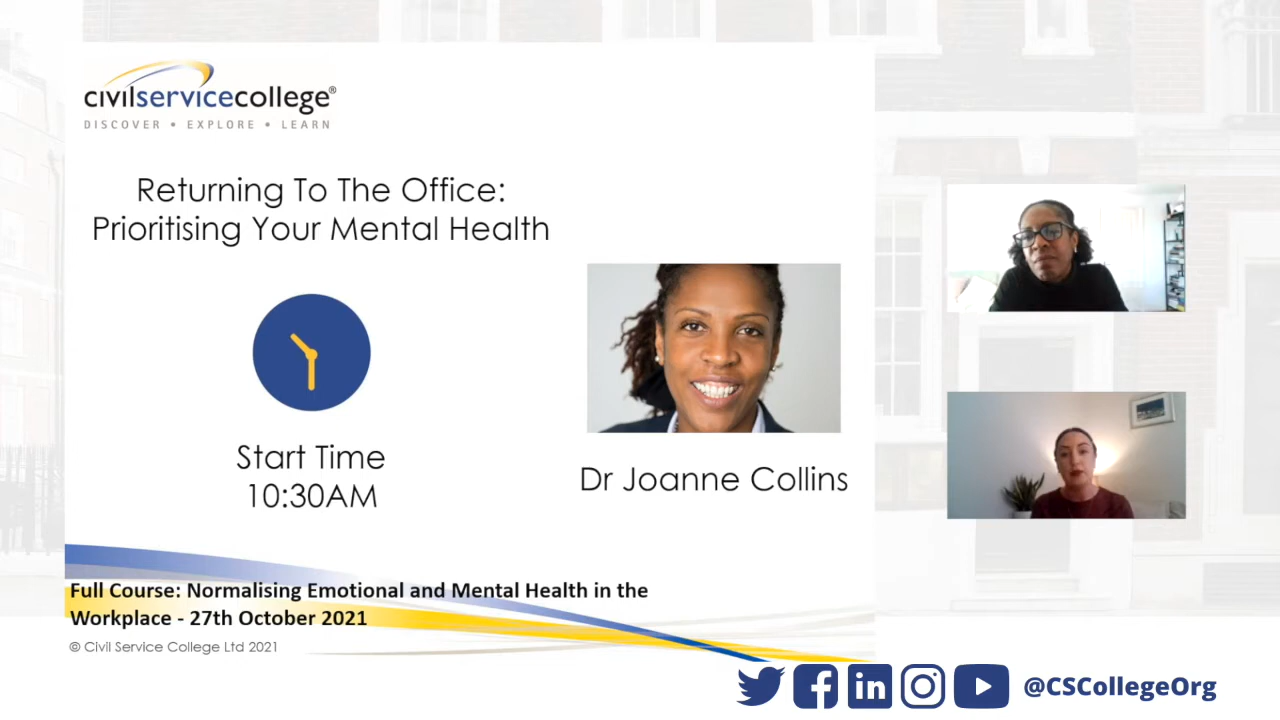 civilservicecollege®
DISCOVER • EXPLORE • LEARN
Returning To The Office:
Prioritising Your Mental Health
Start Time
10:30AM
Dr Joanne Collins
Full Course: Normalising Emotional and Mental Health in the
Workplace - 27th October 2021
© Civil Service College Ltd 2021
@CSCollegeOrg